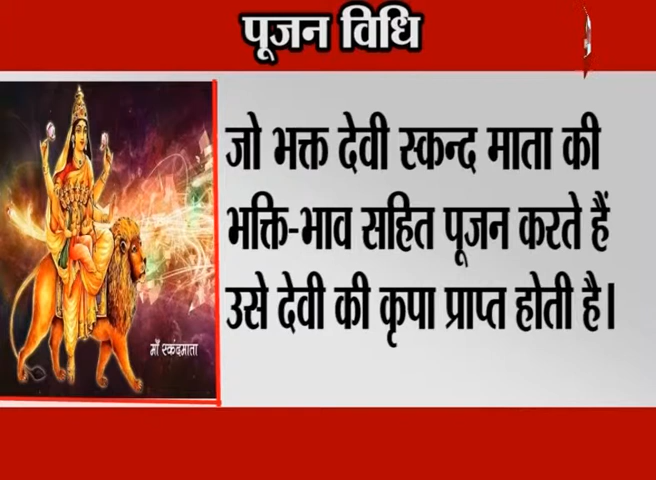 पूजन विधि
जो भक्त देवी स्कन्द माता की
भक्ति-भाव सहित पूजन करते हैं
उसे देवी की कृपा प्राप्त होती है।
माँ स्कंदमाता